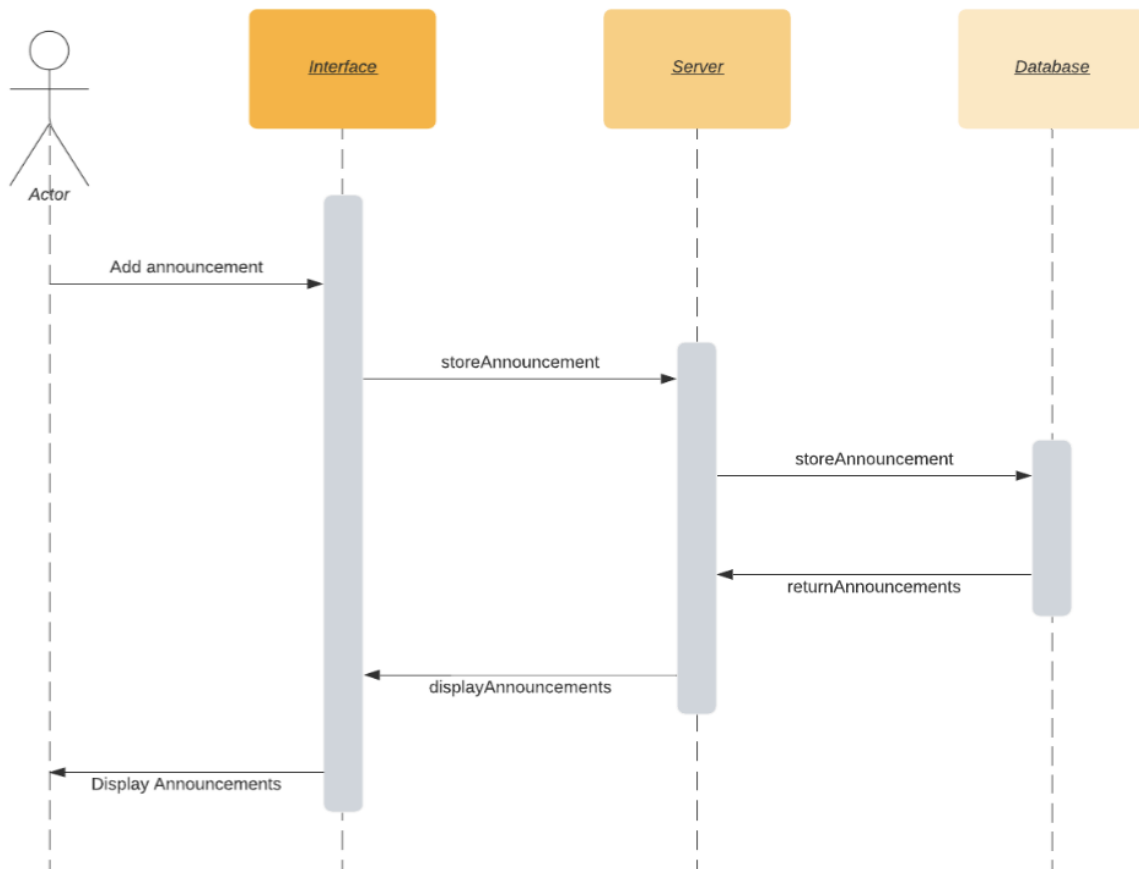 Interface
Server
Database
Actor
Add announcement
storeAnnouncement
storeAnnouncement
returnAnnouncements
displayAnnouncements
Display Announcements